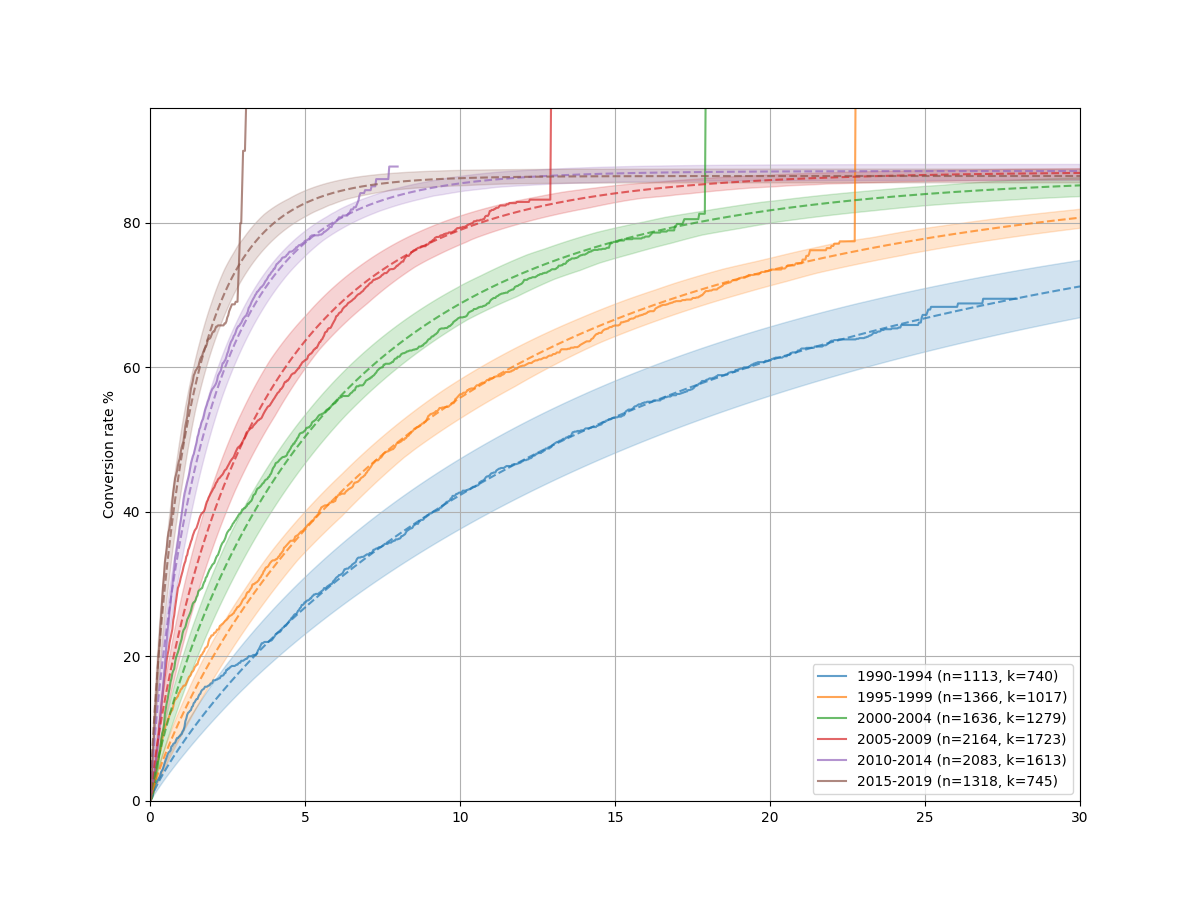 Conversion rate %
80
60
40
20
0
0 5 10 15 20 25 30
1990-1994 (n=1113, k=740)
1995-1999 (n=1366, k=1017)
2000-2004 (n=1636, k=1279)
2005-2009 (n=2164, k=1723)
2010-2014 (n=2083, k=1613)
2015-2019 (n=1318, k=745)